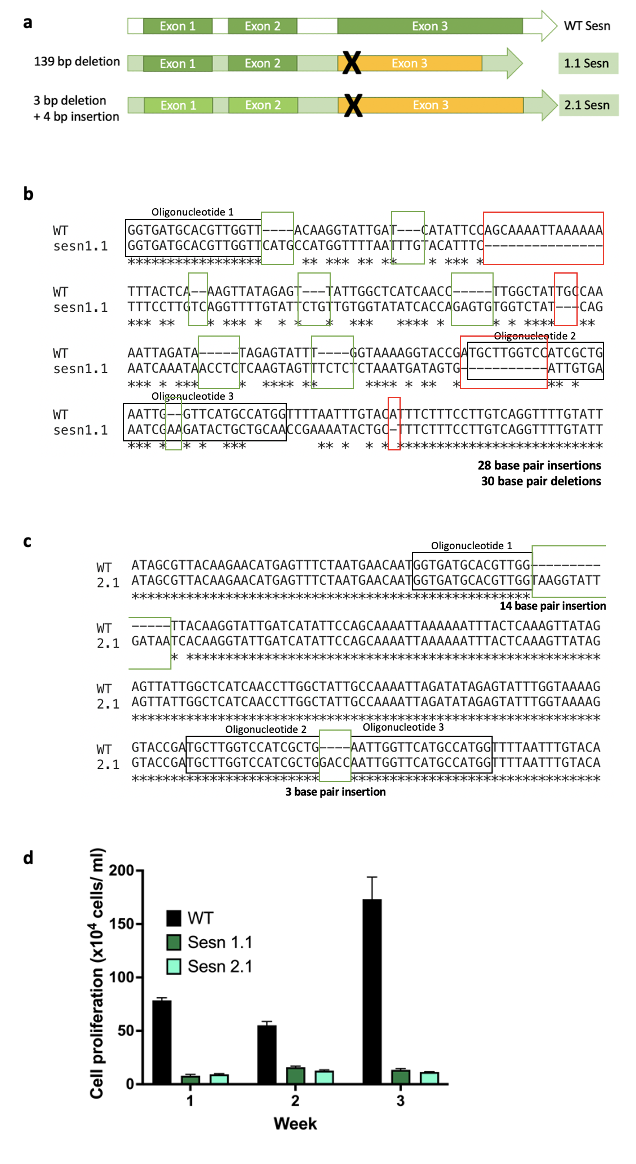 a
Exon 1 Exon 2 Exon 3 WT Sesn
139 bp deletion Exon 1 Exon 2 X Exon 3 1.1 Sesn
3 bp deletion
+ 4 bp insertion Exon 1 Exon 2 X Exon 3 2.1 Sesn
b
Oligonucleotide 1
WT GGTGATGCACGTTGGTT----ACAAGGTATTGAT---CATATTCCAGCAAAATTAAAAAA
sesn1.1 GGTGATGCACGTTGGTTCATGCCATGGTTTTAATTTGTACATTTC---------------
WT TTTACTCA--AAGTTATAGAGT---TATTGGCTCATCAACC-----TTGGCTATTGCCAA
sesn1.1 TTTCCTTGTCAGGTTTTGTATTCTGTTGTGGTATATCACCAGAGTGTGGTCTAT---CAG
Oligonucleotide 2
WT AATTAGATA-----TAGAGTATTTT----GGTAAAAGGTACCGATGCTTGGTCCATCGCTG
sesn1.1 AATCAAATAACCTCTCAAGTAGTTTCTCTCTAAATGATAGTG-----------ATTGTGA
Oligonucleotide 3
WT AATTG--GTTCATGCCATGGTTTTAATTTGTACATTTCTTTCCTTGTCAGGTTTTGTATT
sesn1.1 AATCGAAGATACTGCTGCAACCGAAAATACTGC-TTTCTTTCCTTGTCAGGTTTTGTATT
28 base pair insertions
30 base pair deletions
c
Oligonucleotide 1
WT ATAGCGTTACAAGAACATGAGTTTCTAATGAACAATGGTGATGCACGTTGG---------
2.1 ATAGCGTTACAAGAACATGAGTTTCTAATGAACAATGGTGATGCACGTTGGTAAGGTATT
14 base pair insertion
WT -----TTACAAGGTATTGATCATATTCCAGCAAAATTAAAAAATTTACTCAAAGTTATAG
2.1 GATAATCACAAGGTATTGATCATATTCCAGCAAAATTAAAAAATTTACTCAAAGTTATAG
WT AGTTATTGGCTCATCAACCTTGGCTATTGCCAAAATTAGATATAGAGTATTTGGTAAAAG
2.1 AGTTATTGGCTCATCAACCTTGGCTATTGCCAAAATTAGATATAGAGTATTTGGTAAAAG
Oligonucleotide 2 Oligonucleotide 3
WT GTACCGATGCTTGGTCCATCGCTG----AATTGGTTCATGCCATGGTTTTAATTTGTACA
2.1 GTACCGATGCTTGGTCCATCGCTGGACCAATTGGTTCATGCCATGGTTTTAATTTGTACA
3 base pair insertion
d
Cell proliferation (x10⁴ cells/ ml)
200
150
100
50
0
WT
Sesn 1.1
Sesn 2.1
1 2 3
Week